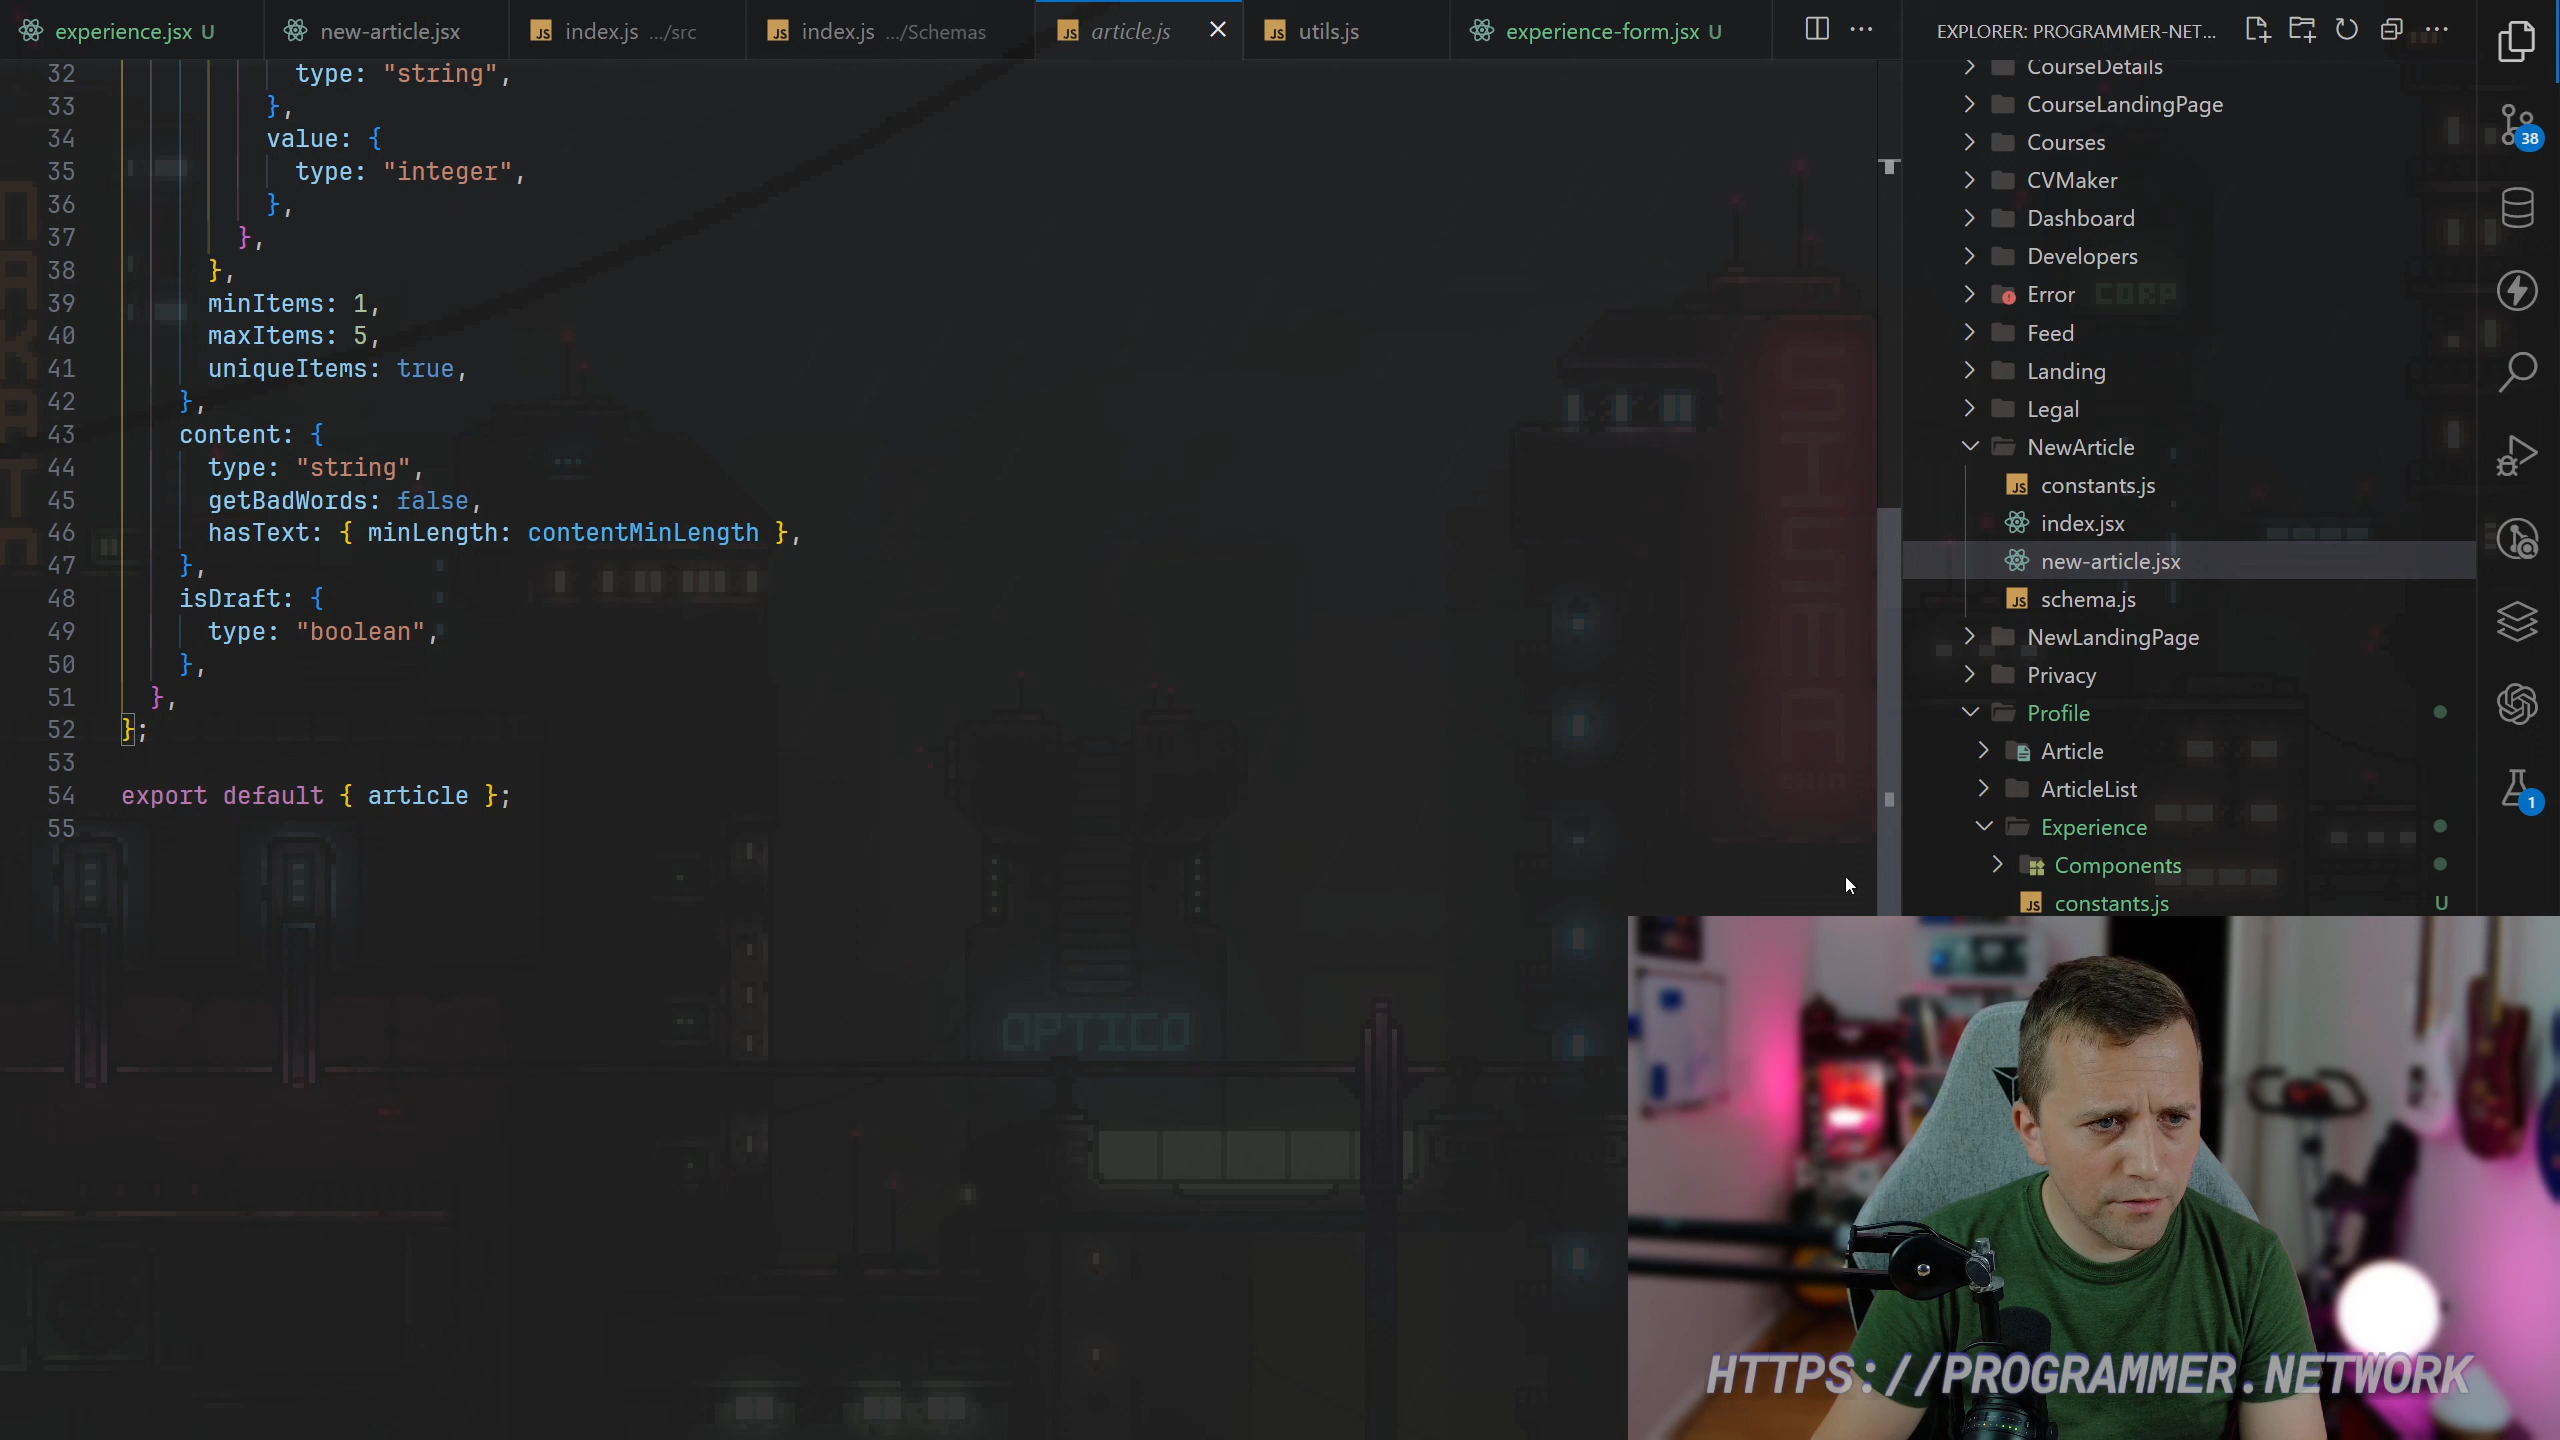 experience.jsx U
new-article.jsx
index.js .../src
index.js .../Schemas
article.js
utils.js
experience-form.jsx U
EXPLORER: PROGRAMMER-NET...
32 type: "string",
33 },
34 value: {
35 type: "integer",
36 },
37 },
38 },
39 minItems: 1,
40 maxItems: 5,
41 uniqueItems: true,
42 },
43 content: {
44 type: "string",
45 getBadWords: false,
46 hasText: { minLength: contentMinLength },
47 },
48 isDraft: {
49 type: "boolean",
50 },
51 },
52 };
53
54 export default { article };
55
OPTICO
CourseDetails
CourseLandingPage
Courses
CVMaker
Dashboard
Developers
Error
CORP
Feed
Landing
Legal
NewArticle
JS constants.js
index.jsx
new-article.jsx
JS schema.js
NewLandingPage
Privacy
Profile
Article
ArticleList
Experience
Components
JS constants.js U
38
1
HTTPS://PROGRAMMER.NETWORK